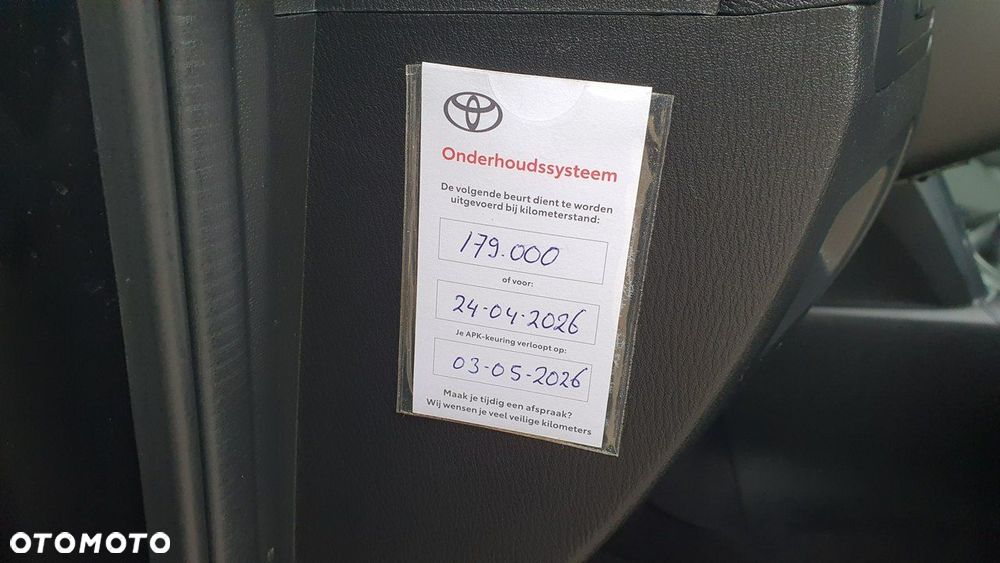 Onderhoudssysteem
De volgende beurt dient te worden
uitgevoerd bij kilometerstand:
179.000
of voor:
24-04-2026
Je APK-keuring verloopt op:
03-05-2026
Maak je tijdig een afspraak?
Wij wensen je veel veilige kilometers
OTOMOTO